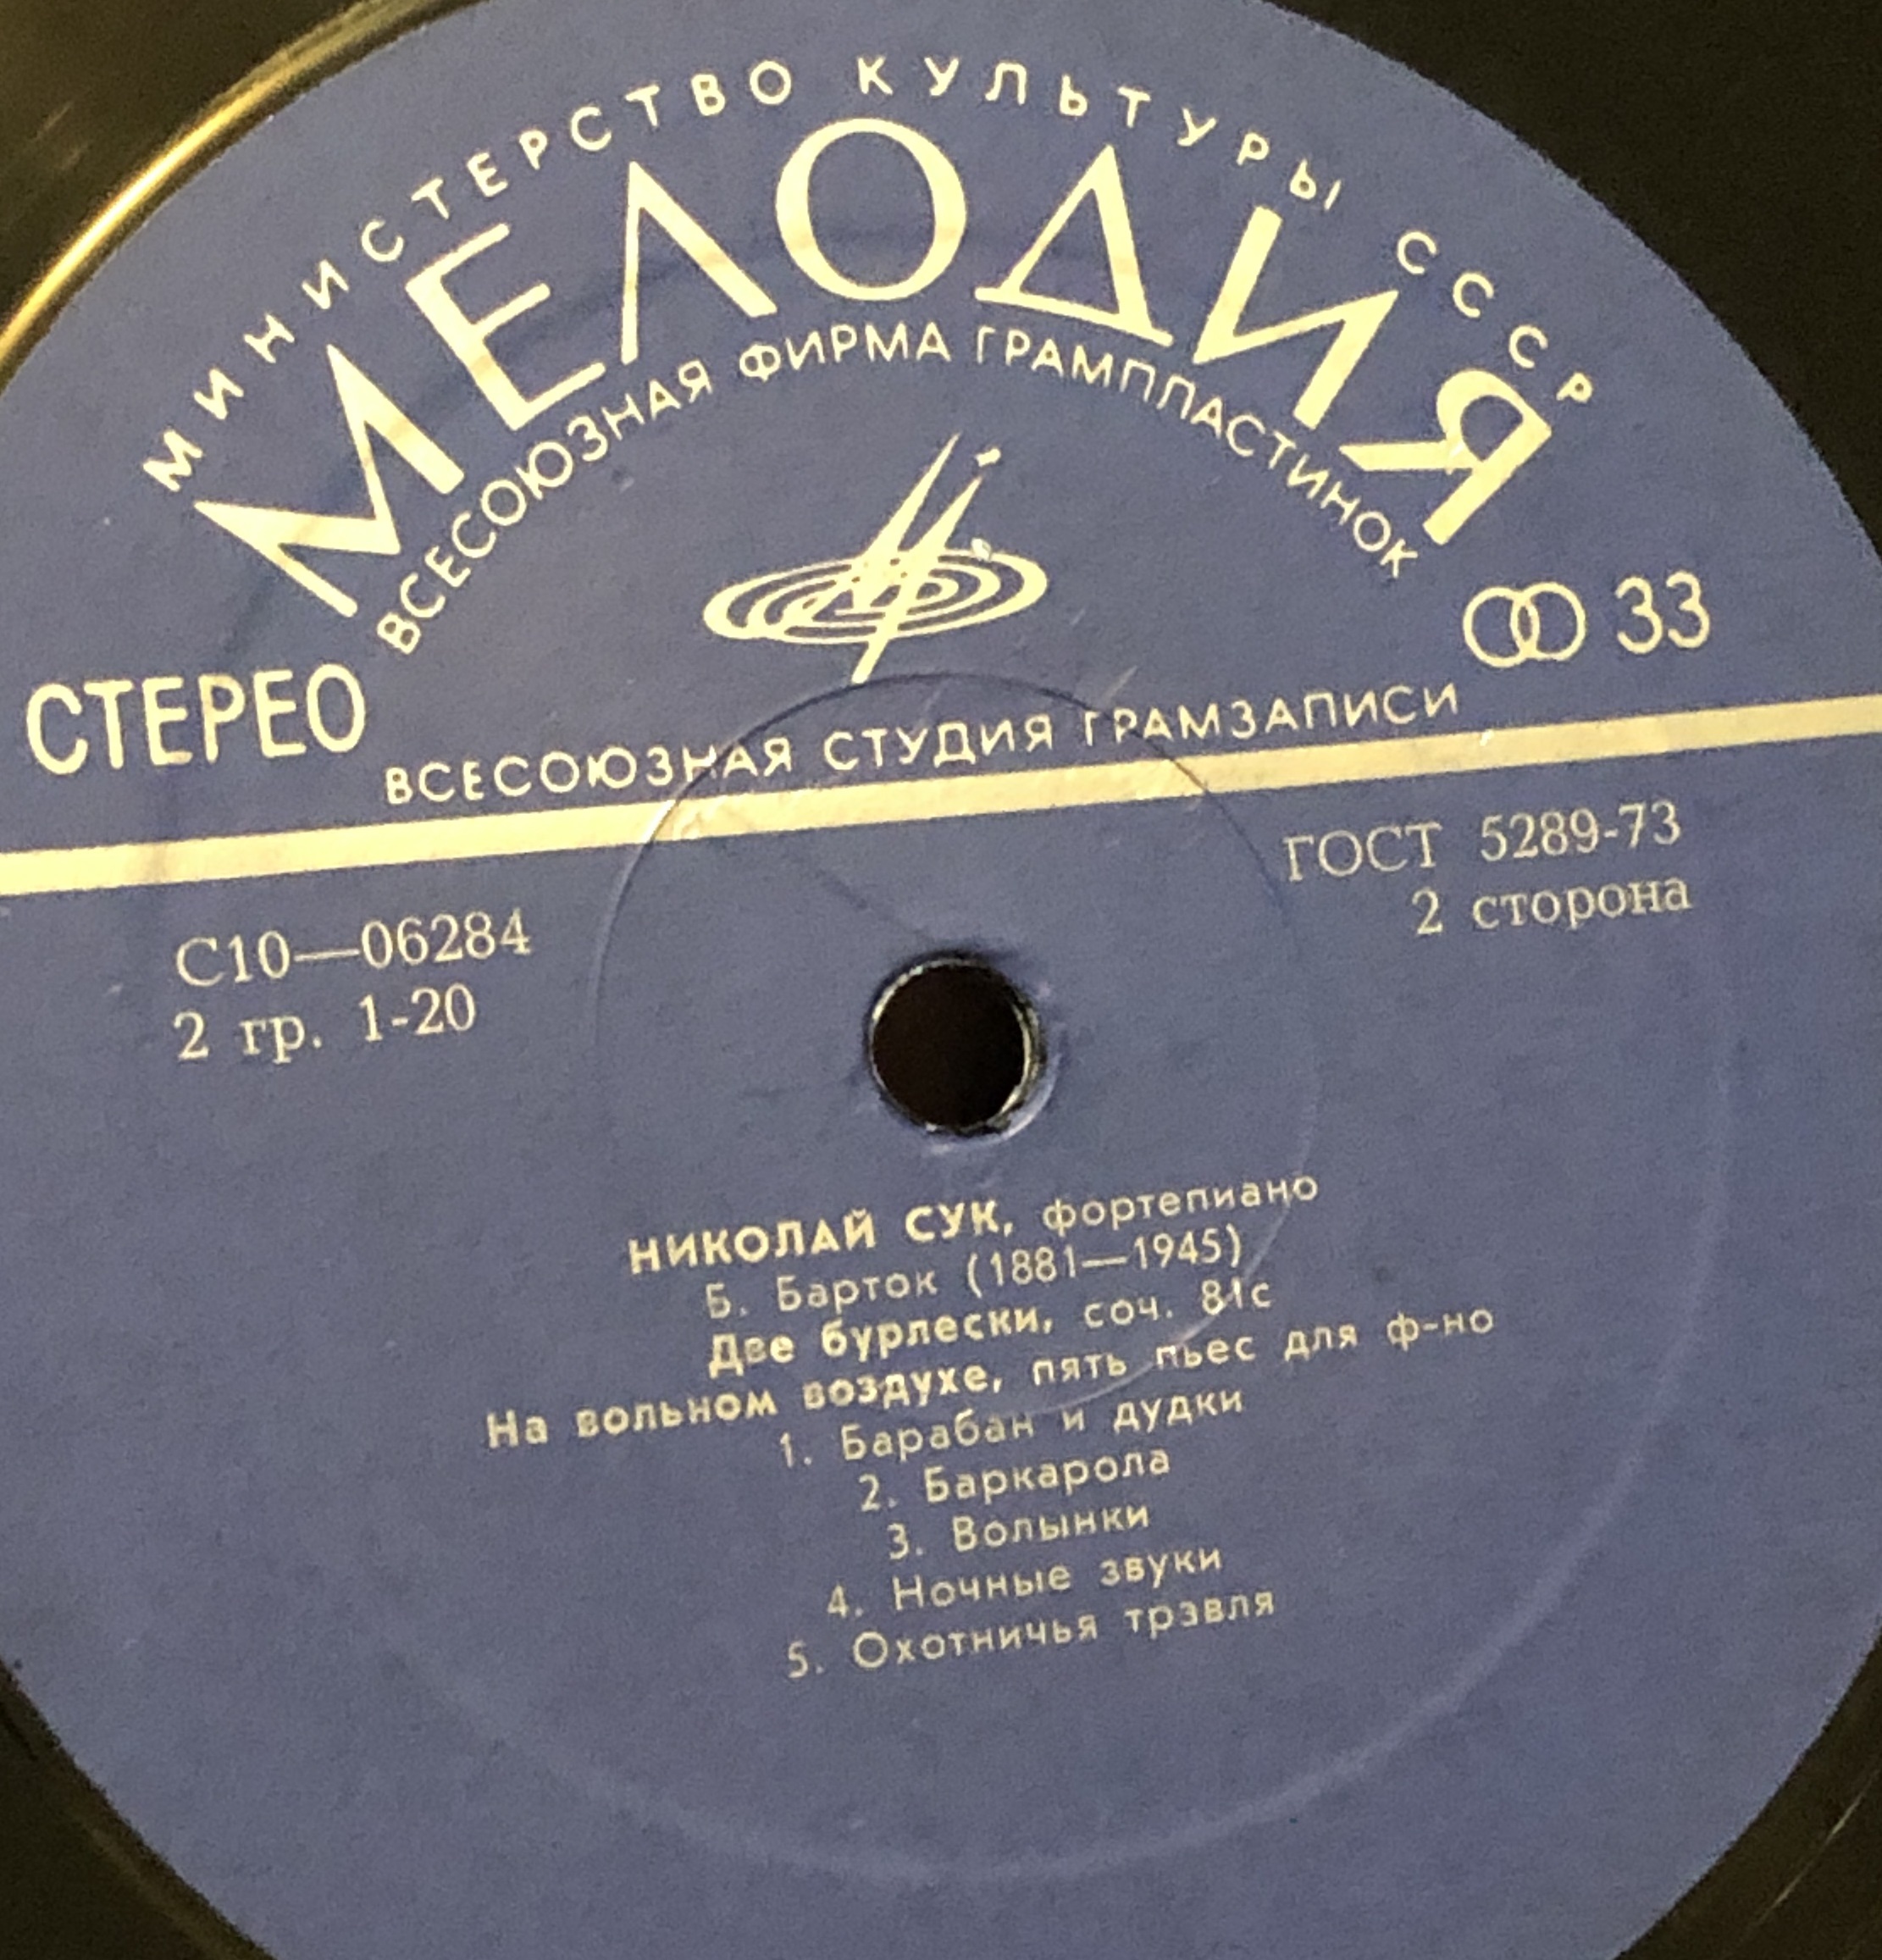 МИНИСТЕРСТВО КУЛЬТУРЫ СССР
МЕЛОДИЯ
ВСЕСОЮЗНАЯ ФИРМА ГРАМПЛАСТИНОК
СТЕРЕО
33
ВСЕСОЮЗНАЯ СТУДИЯ ГРАМЗАПИСИ
ГОСТ 5289-73
2 сторона
С10—06284
2 гр. 1-20
НИКОЛАЙ СУК, фортепиано
Б. Барток (1881—1945)
Две бурлески, соч. 81с
На вольном воздухе, пять пьес для ф-но
1. Барабан и дудки
2. Баркарола
3. Волынки
4. Ночные звуки
5. Охотничья трэвля